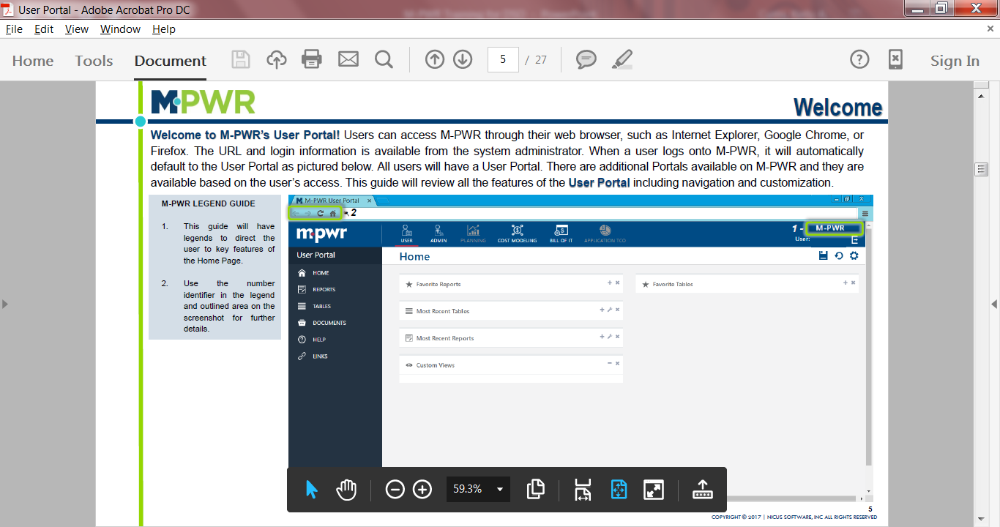 User Portal - Adobe Acrobat Pro DC
File Edit View Window Help
Home Tools Document 5 / 27 Sign In
M·PWR
Welcome
Welcome to M-PWR's User Portal! Users can access M-PWR through their web browser, such as Internet Explorer, Google Chrome, or
Firefox. The URL and login information is available from the system administrator. When a user logs onto M-PWR, it will automatically
default to the User Portal as pictured below. All users will have a User Portal. There are additional Portals available on M-PWR and they are
available based on the user's access. This guide will review all the features of the User Portal including navigation and customization.
M-PWR LEGEND GUIDE
1. This guide will have
legends to direct the
user to key features of
the Home Page.
2. Use the number
identifier in the legend
and outlined area on the
screenshot for further
details.
M-PWR User Portal
2
m·pwr
USER ADMIN PLANNING COST MODELING BILL OF IT APPLICATION TCO
1 - M-PWR
User:
User Portal
Home
HOME
REPORTS
TABLES
DOCUMENTS
HELP
LINKS
Favorite Reports
Favorite Tables
Most Recent Tables
Most Recent Reports
Custom Views
59.3%
5
COPYRIGHT © 2017 | NICUS SOFTWARE, INC ALL RIGHTS RESERVED